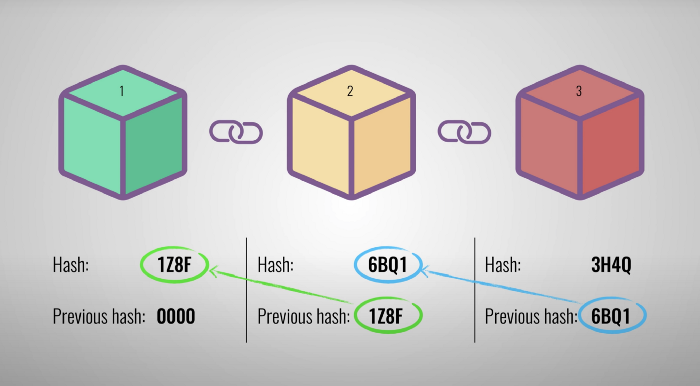 1
2
3
Hash: 1Z8F
Previous hash: 0000
Hash: 6BQ1
Previous hash: 1Z8F
Hash: 3H4Q
Previous hash: 6BQ1